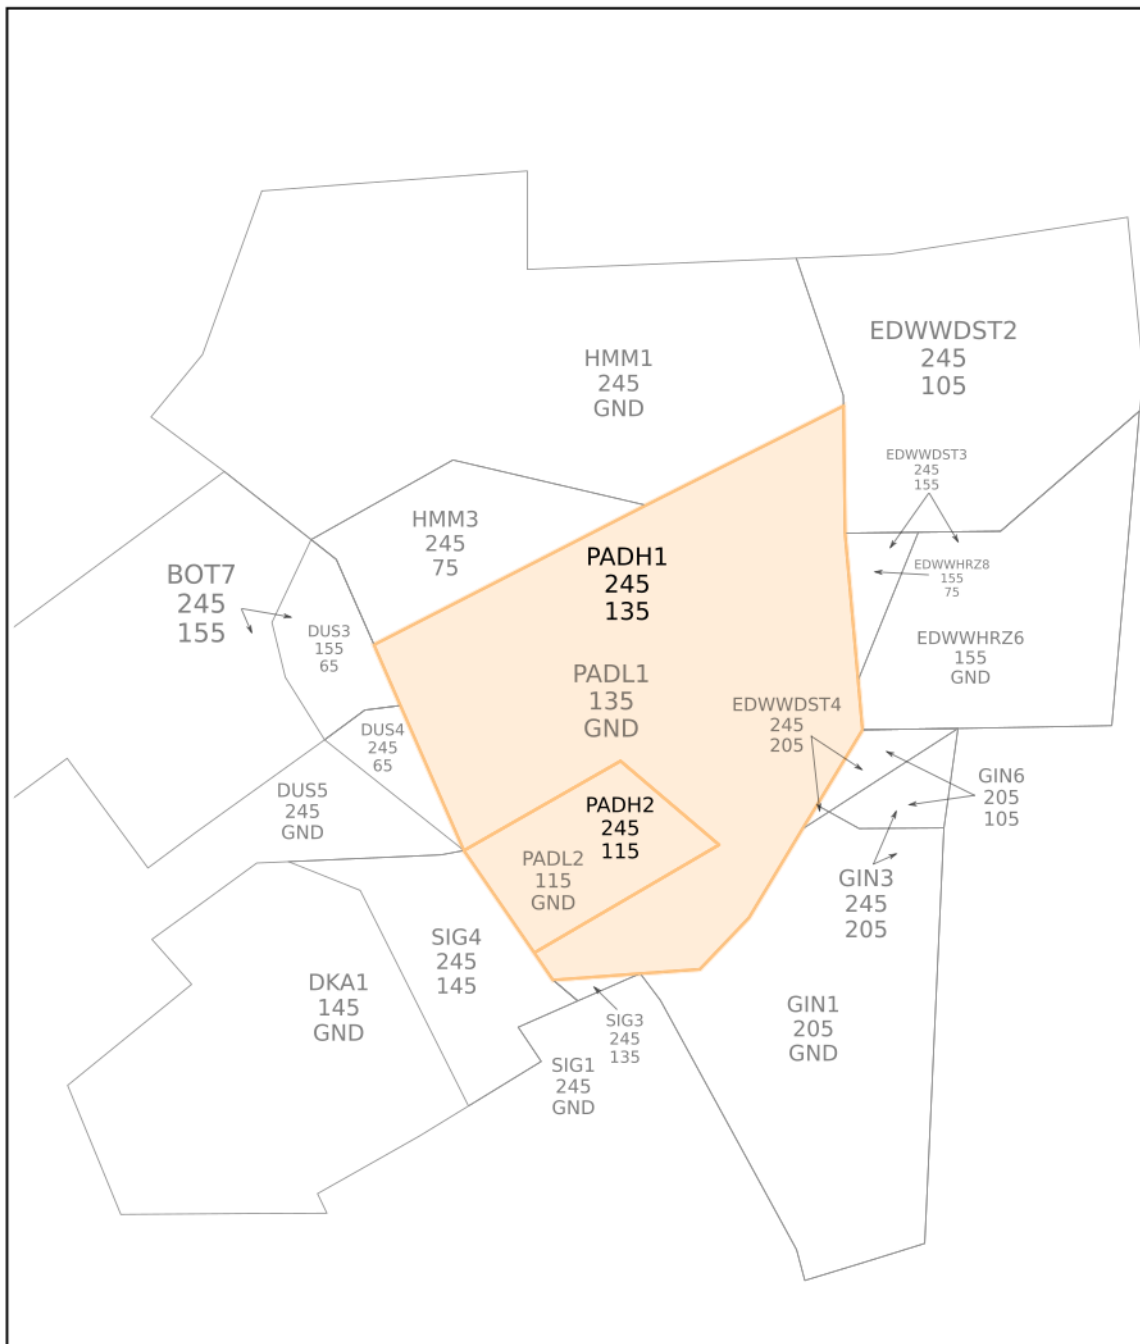 EDWWDST2
245
105
HMM1
245
GND
EDWWDST3
245
155
HMM3
245
75
PADH1
245
135
BOT7
245
155
EDWWHRZ8
155
75
DUS3
155
65
EDWWHRZ6
155
GND
PADL1
135
GND
EDWWDST4
245
205
DUS4
245
65
GIN6
205
105
DUS5
245
GND
PADH2
245
115
PADL2
115
GND
GIN3
245
205
SIG4
245
145
DKA1
145
GND
GIN1
205
GND
SIG3
245
135
SIG1
245
GND